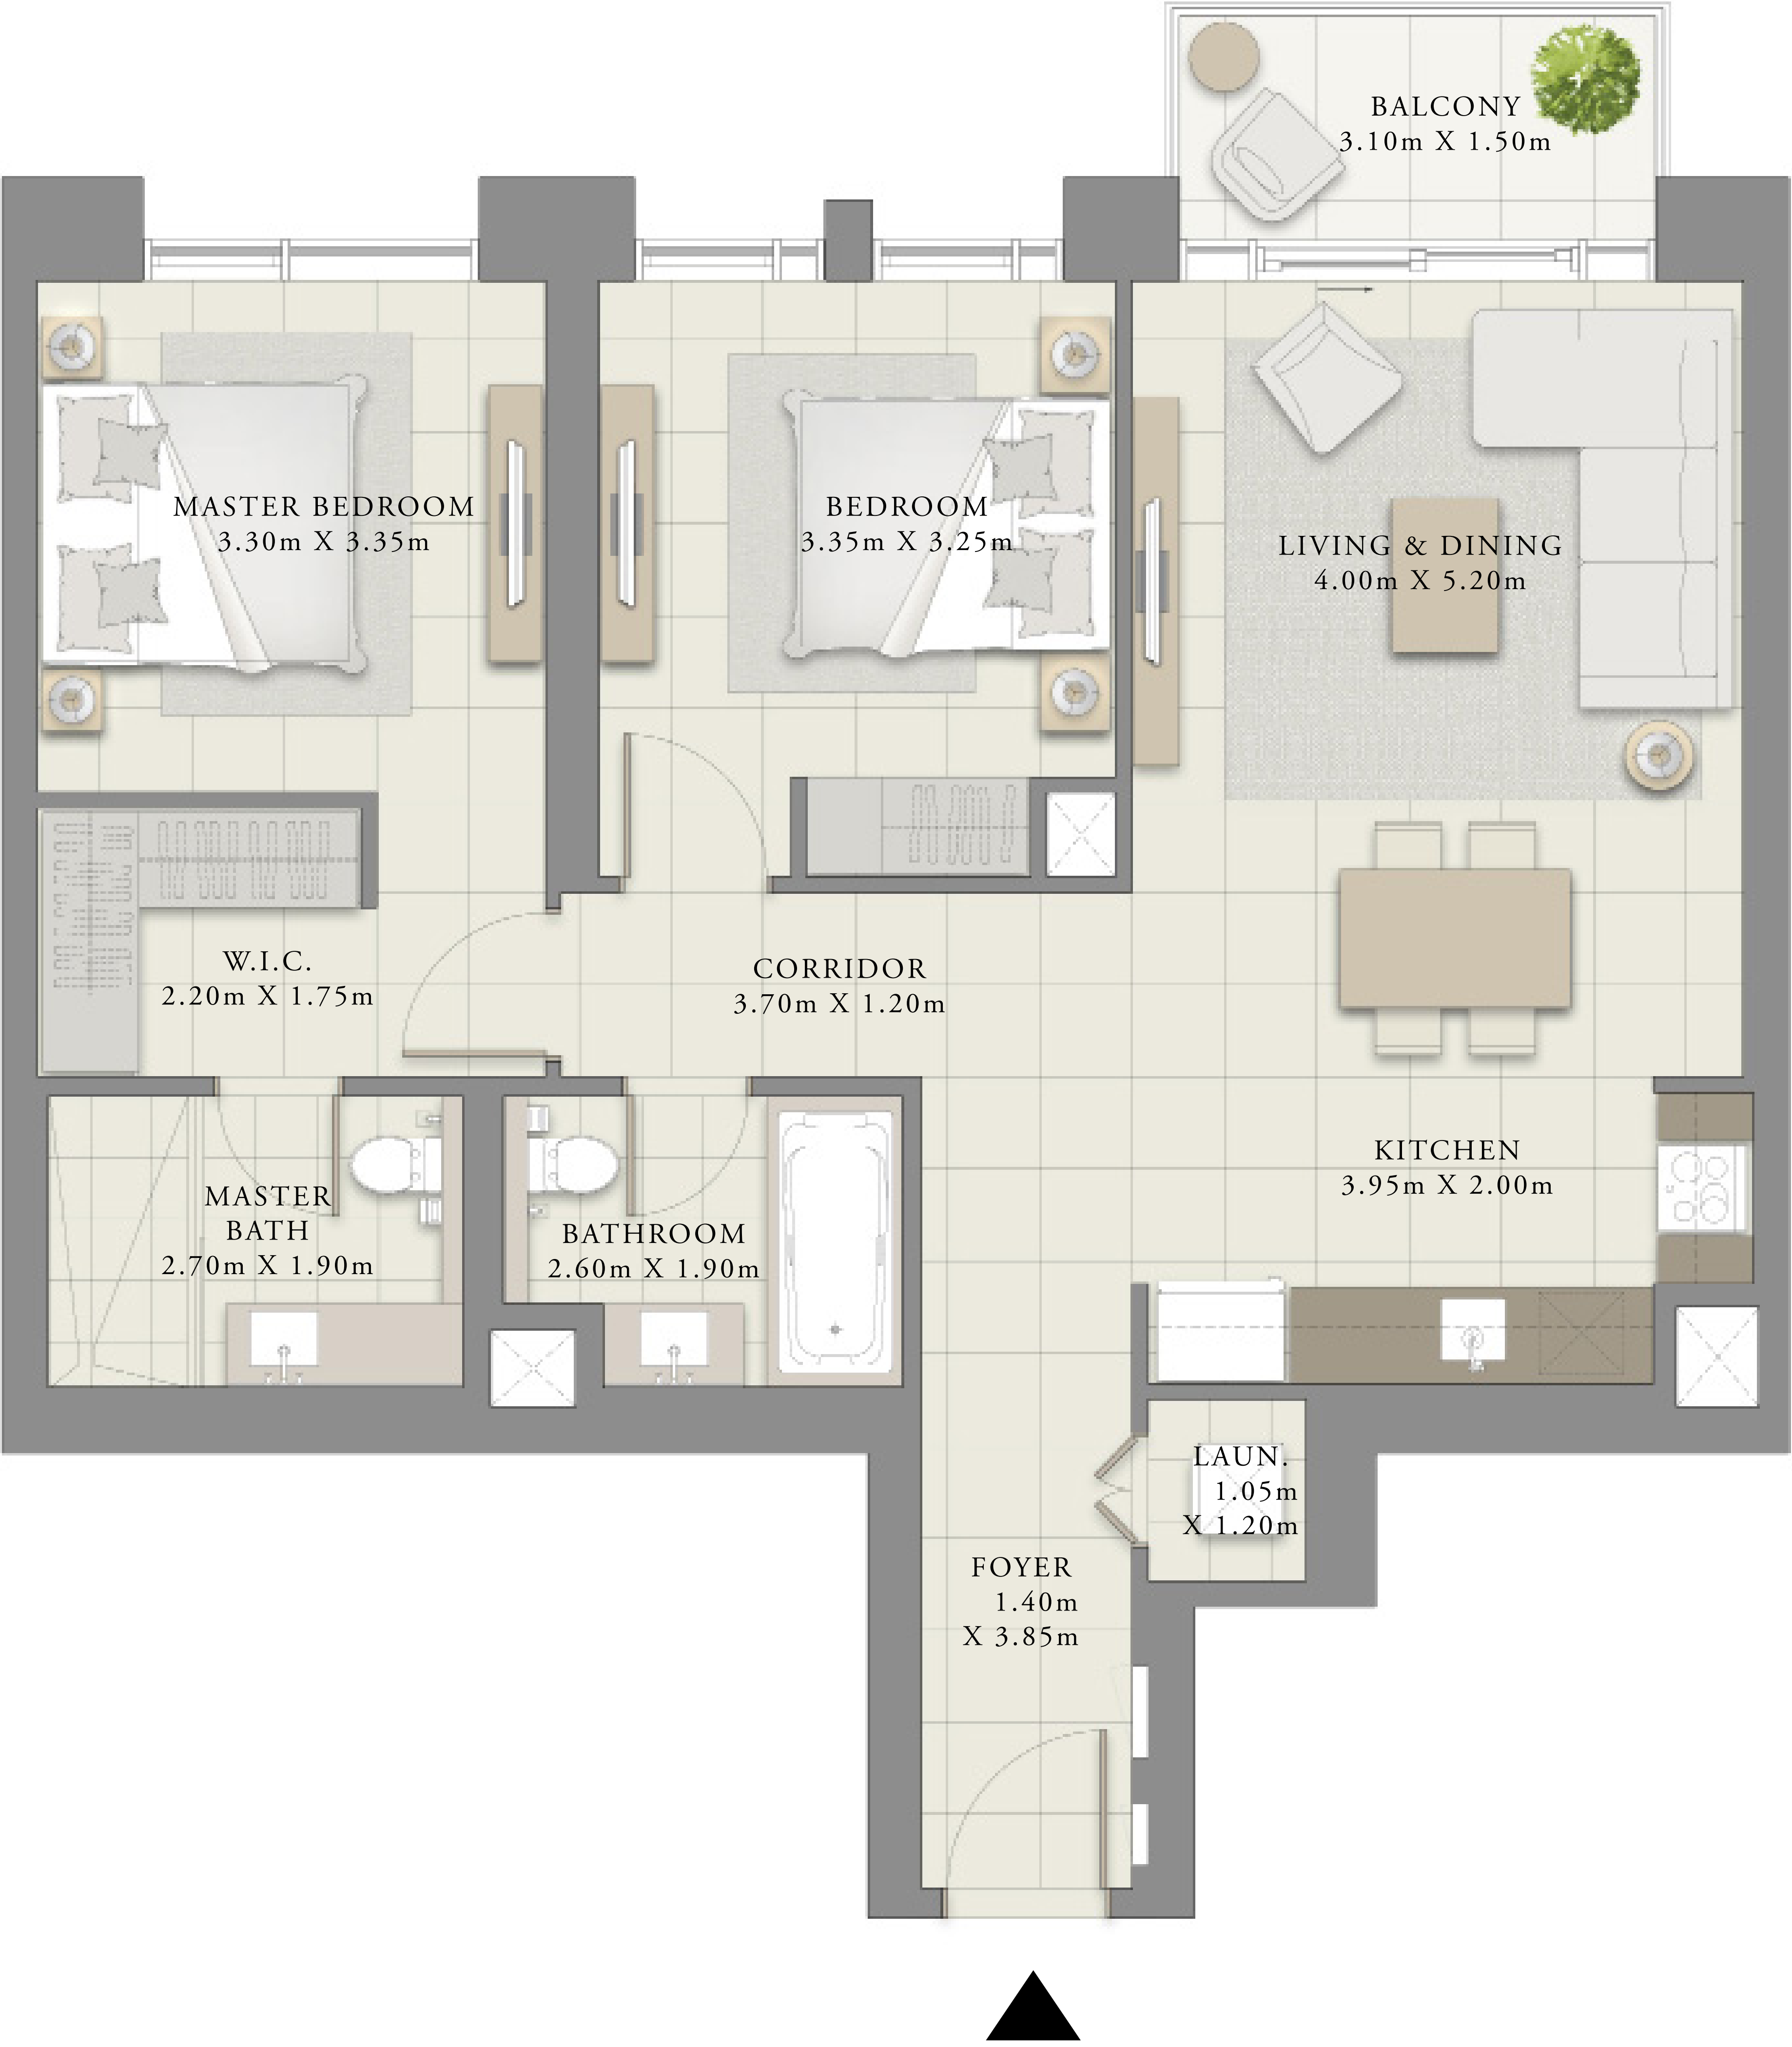 BALCONY
3.10m X 1.50m
MASTER BEDROOM
3.30m X 3.35m
BEDROOM
3.35m X 3.25m
LIVING & DINING
4.00m X 5.20m
W.I.C.
2.20m X 1.75m
CORRIDOR
3.70m X 1.20m
KITCHEN
3.95m X 2.00m
MASTER
BATH
2.70m X 1.90m
BATHROOM
2.60m X 1.90m
LAUN.
1.05m
X 1.20m
FOYER
1.40m
X 3.85m